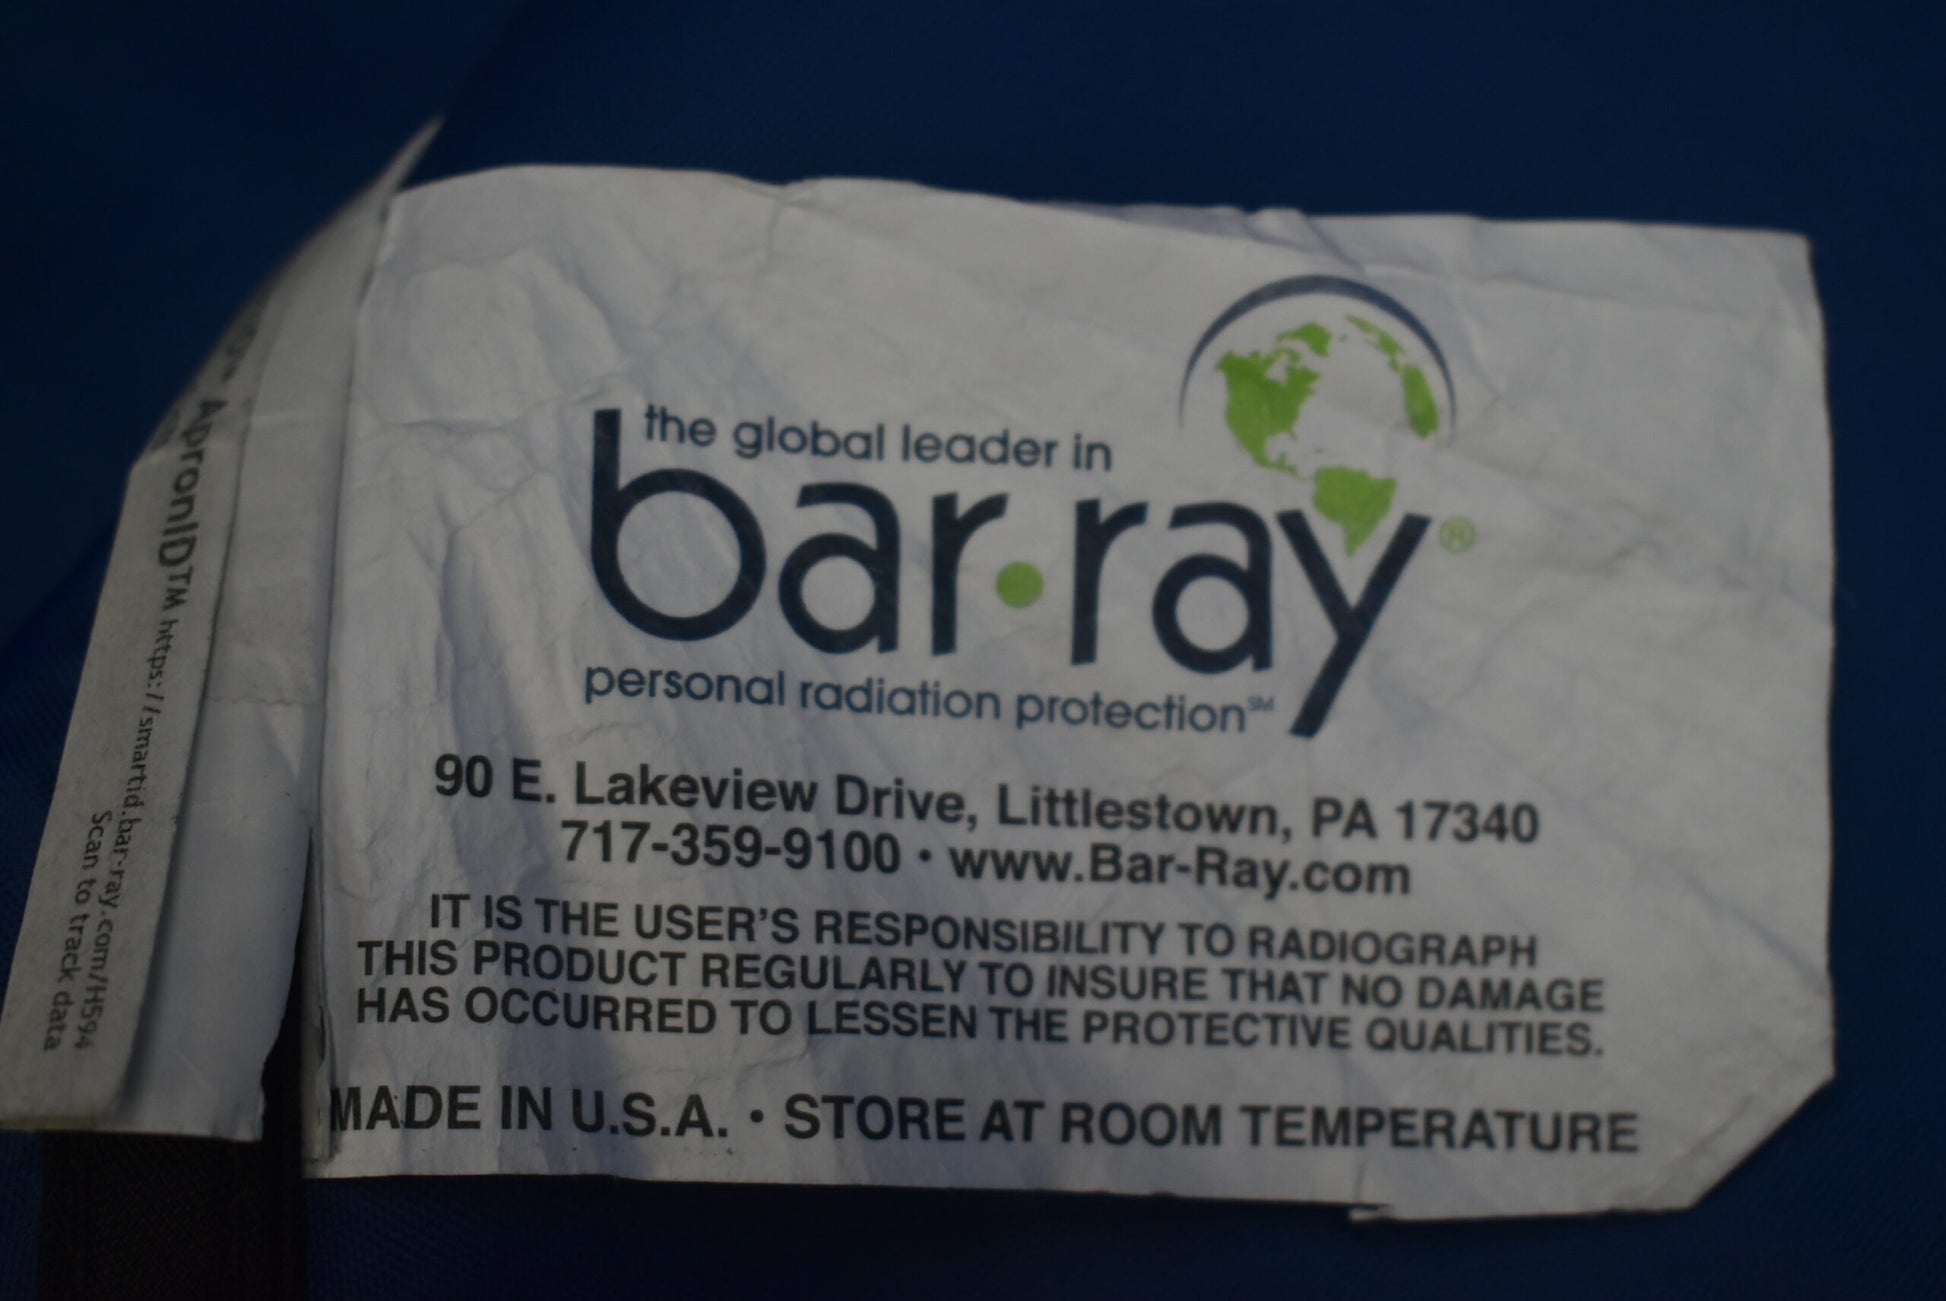 the global leader in
bar·ray®
personal radiation protection℠
90 E. Lakeview Drive, Littlestown, PA 17340
717-359-9100 • www.Bar-Ray.com
IT IS THE USER'S RESPONSIBILITY TO RADIOGRAPH
THIS PRODUCT REGULARLY TO INSURE THAT NO DAMAGE
HAS OCCURRED TO LESSEN THE PROTECTIVE QUALITIES.
MADE IN U.S.A. • STORE AT ROOM TEMPERATURE
ApronID™
https://smartid.bar-ray.com/H594
Scan to track data